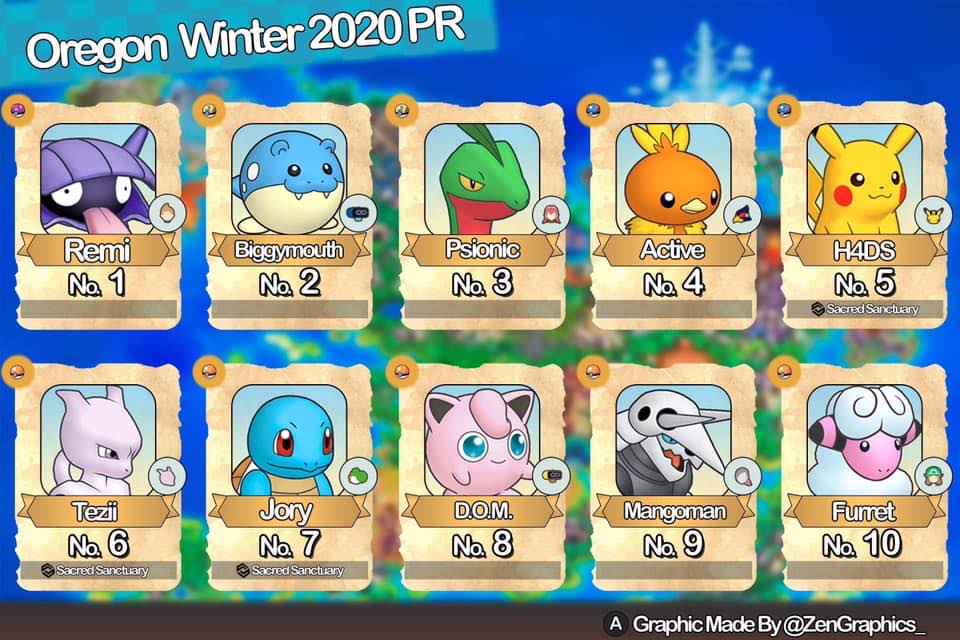 Oregon Winter 2020 PR
Remi
No. 1
Biggymouth
No. 2
Psionic
No. 3
Active
No. 4
H4DS
No. 5
Sacred Sanctuary
Tezii
No. 6
Sacred Sanctuary
Jory
No. 7
Sacred Sanctuary
D.O.M.
No. 8
Mangoman
No. 9
Furret
No. 10
A Graphic Made By @ZenGraphics_